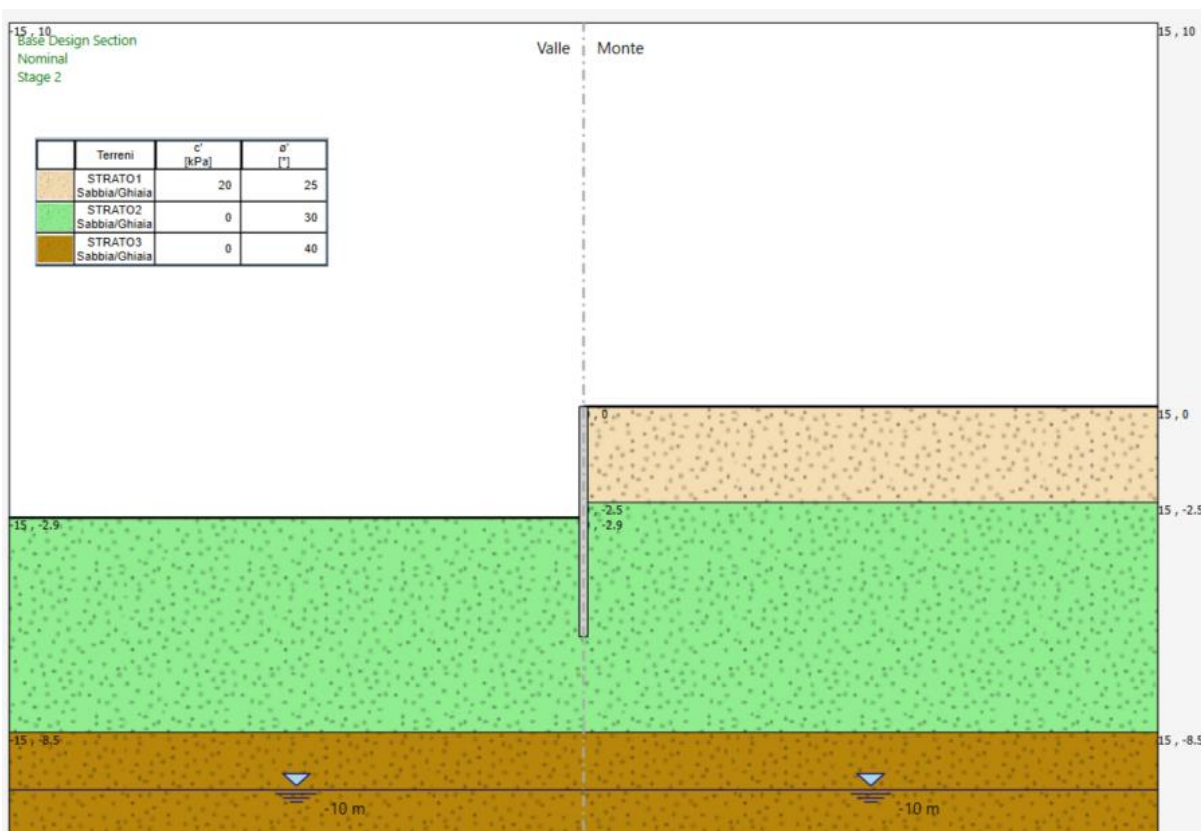 -15 , 10
15 , 10
Base Design Section
Nominal
Stage 2
Valle
Monte
Terreni
c'
[kPa]
ø'
[°]
STRATO1
Sabbia/Ghiaia
20
25
STRATO2
Sabbia/Ghiaia
0
30
STRATO3
Sabbia/Ghiaia
0
40
, 0
15 , 0
, -2.5
15 , -2.5
-15 , -2.9
, -2.9
-15 , -8.5
15 , -8.5
-10 m
-10 m